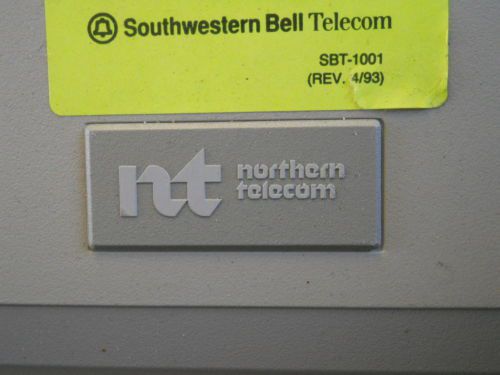 Southwestern Bell Telecom
SBT-1001
(REV. 4/93)
nt northern
telecom